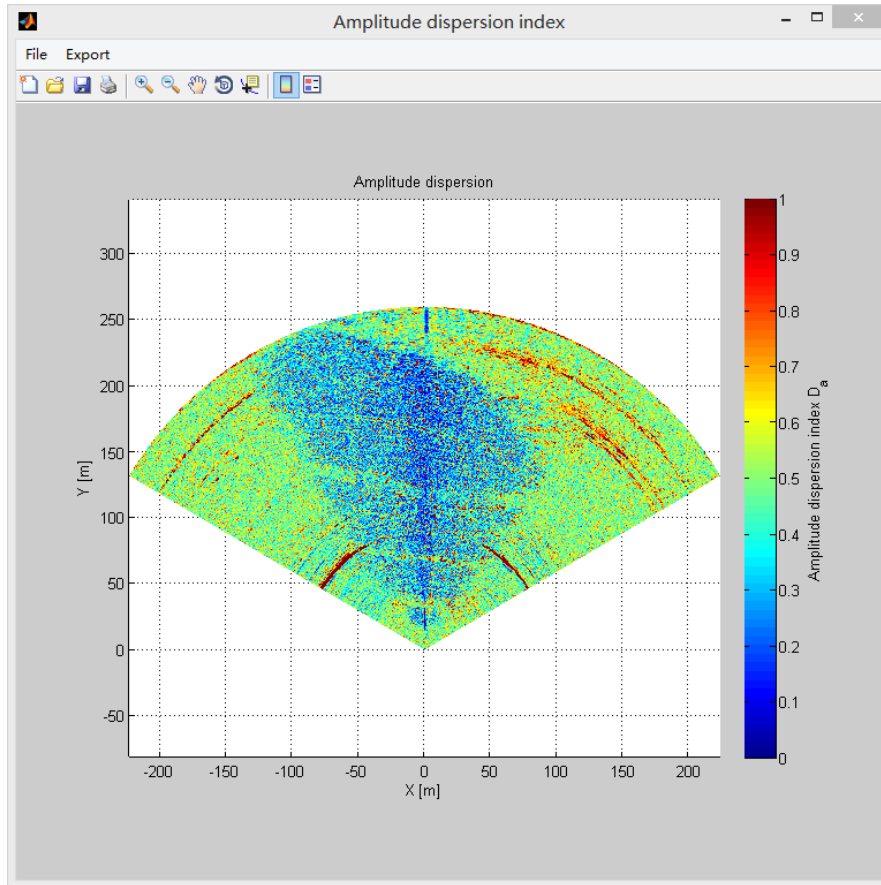 Amplitude dispersion index
File Export
Amplitude dispersion
300
250
200
150
100
50
0
-50
Y [m]
-200 -150 -100 -50 0 50 100 150 200
X [m]
1
0.9
0.8
0.7
0.6
0.5
0.4
0.3
0.2
0.1
0
Amplitude dispersion index D_a